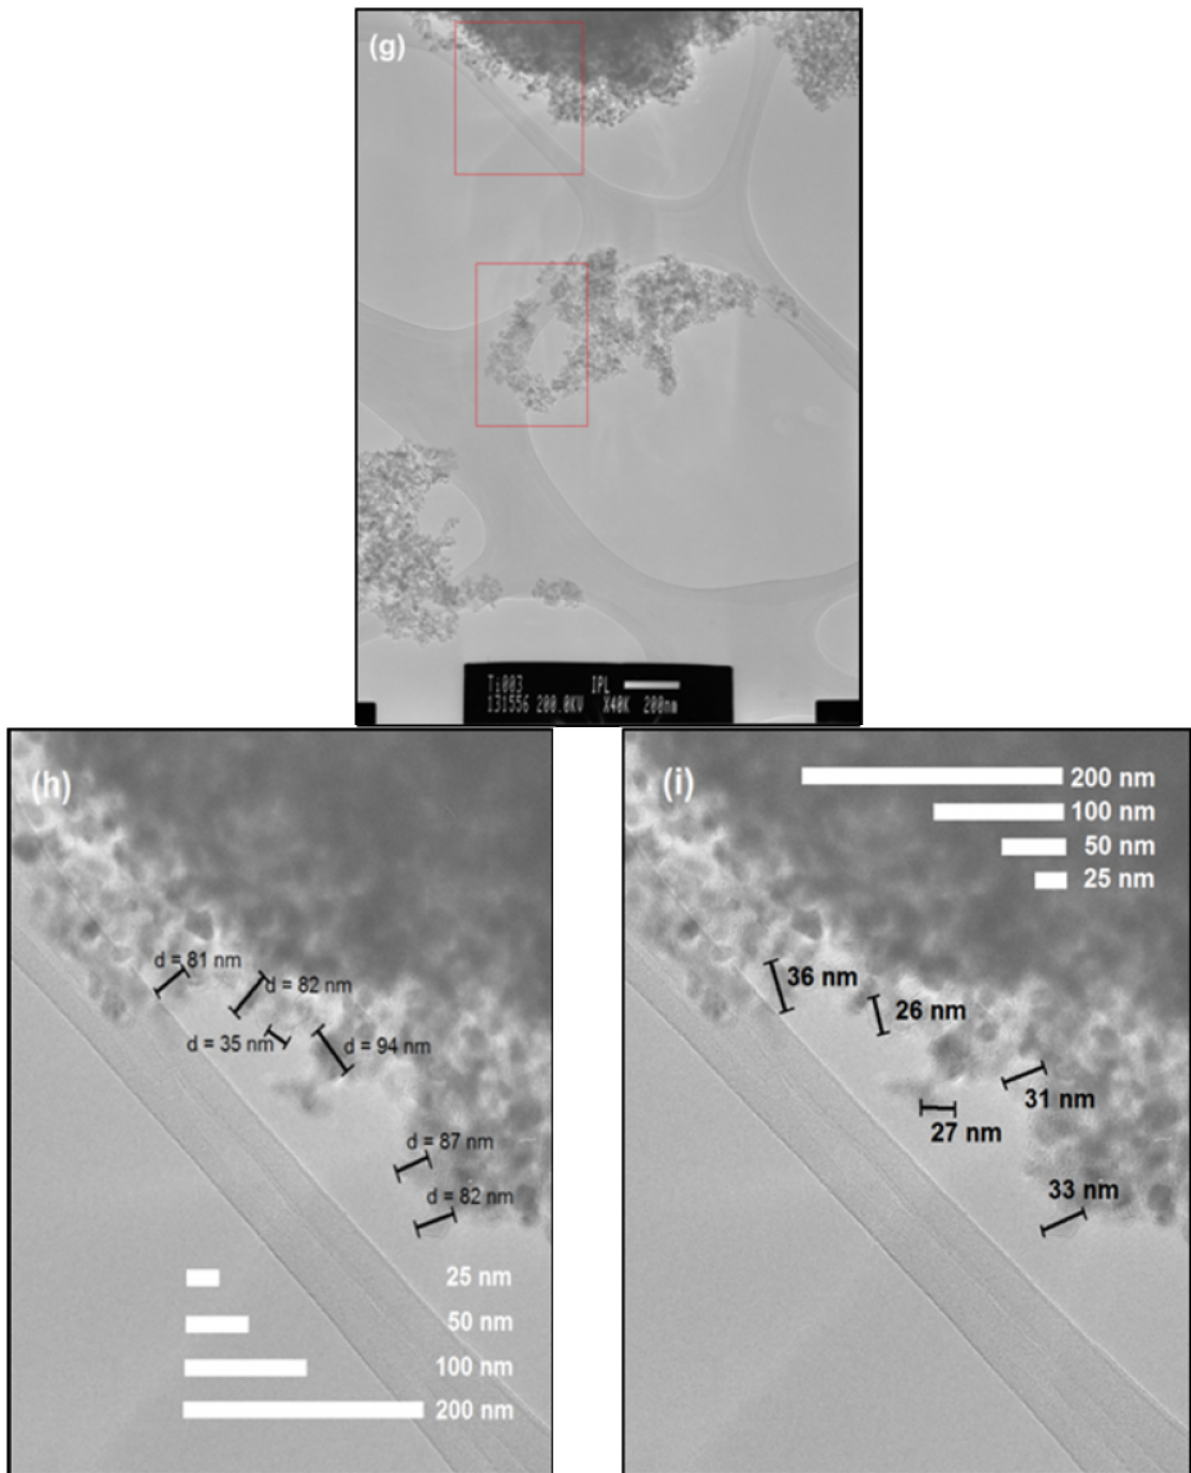 (g)
Ti003 IPL
131556 200.0KV X40K 200nm
(h)
d = 81 nm
d = 82 nm
d = 35 nm
d = 94 nm
d = 87 nm
d = 82 nm
25 nm
50 nm
100 nm
200 nm
(i)
200 nm
100 nm
50 nm
25 nm
36 nm
26 nm
31 nm
27 nm
33 nm